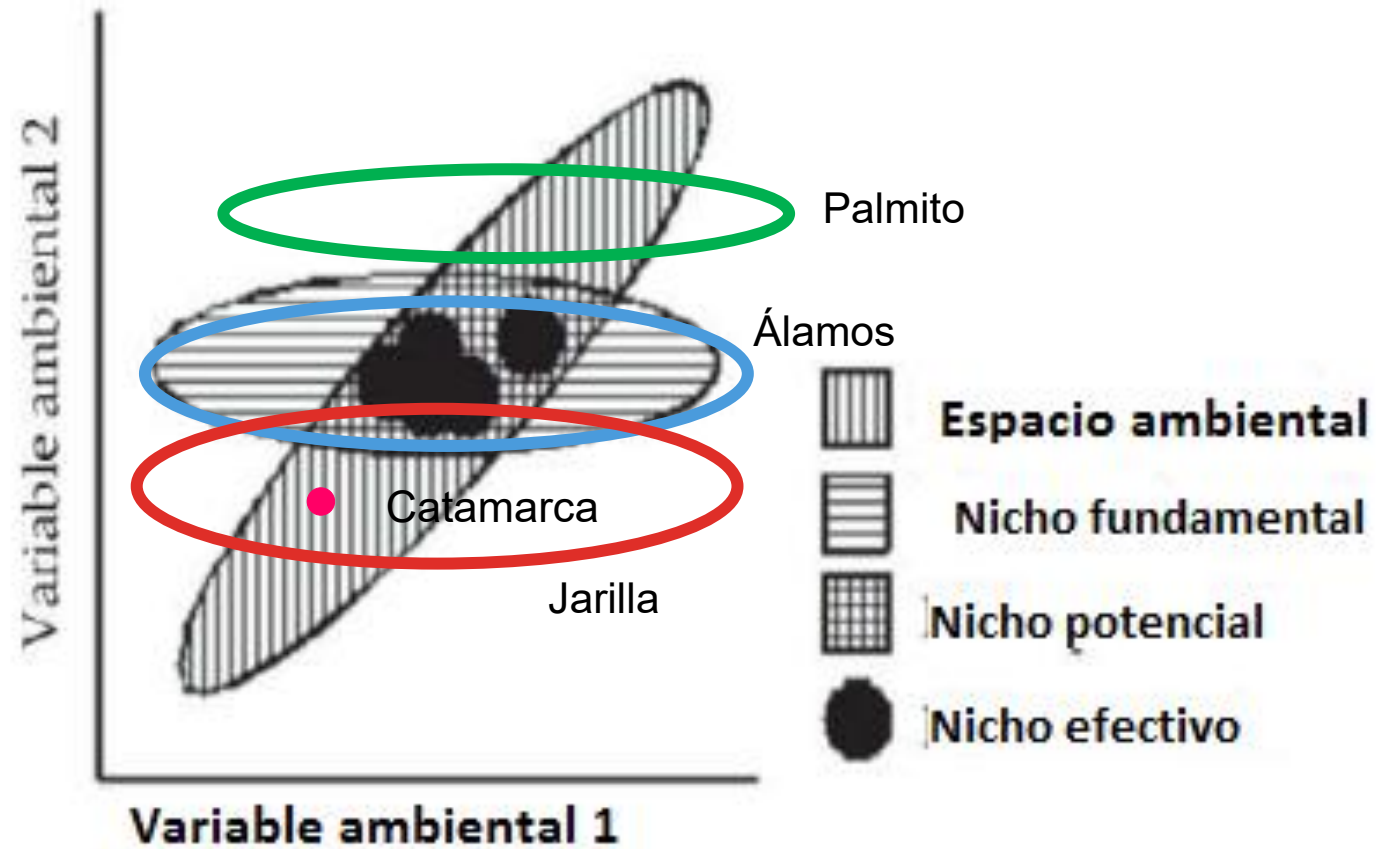 Variable ambiental 2
Palmito
Álamos
Catamarca
Jarilla
Espacio ambiental
Nicho fundamental
Nicho potencial
Nicho efectivo
Variable ambiental 1